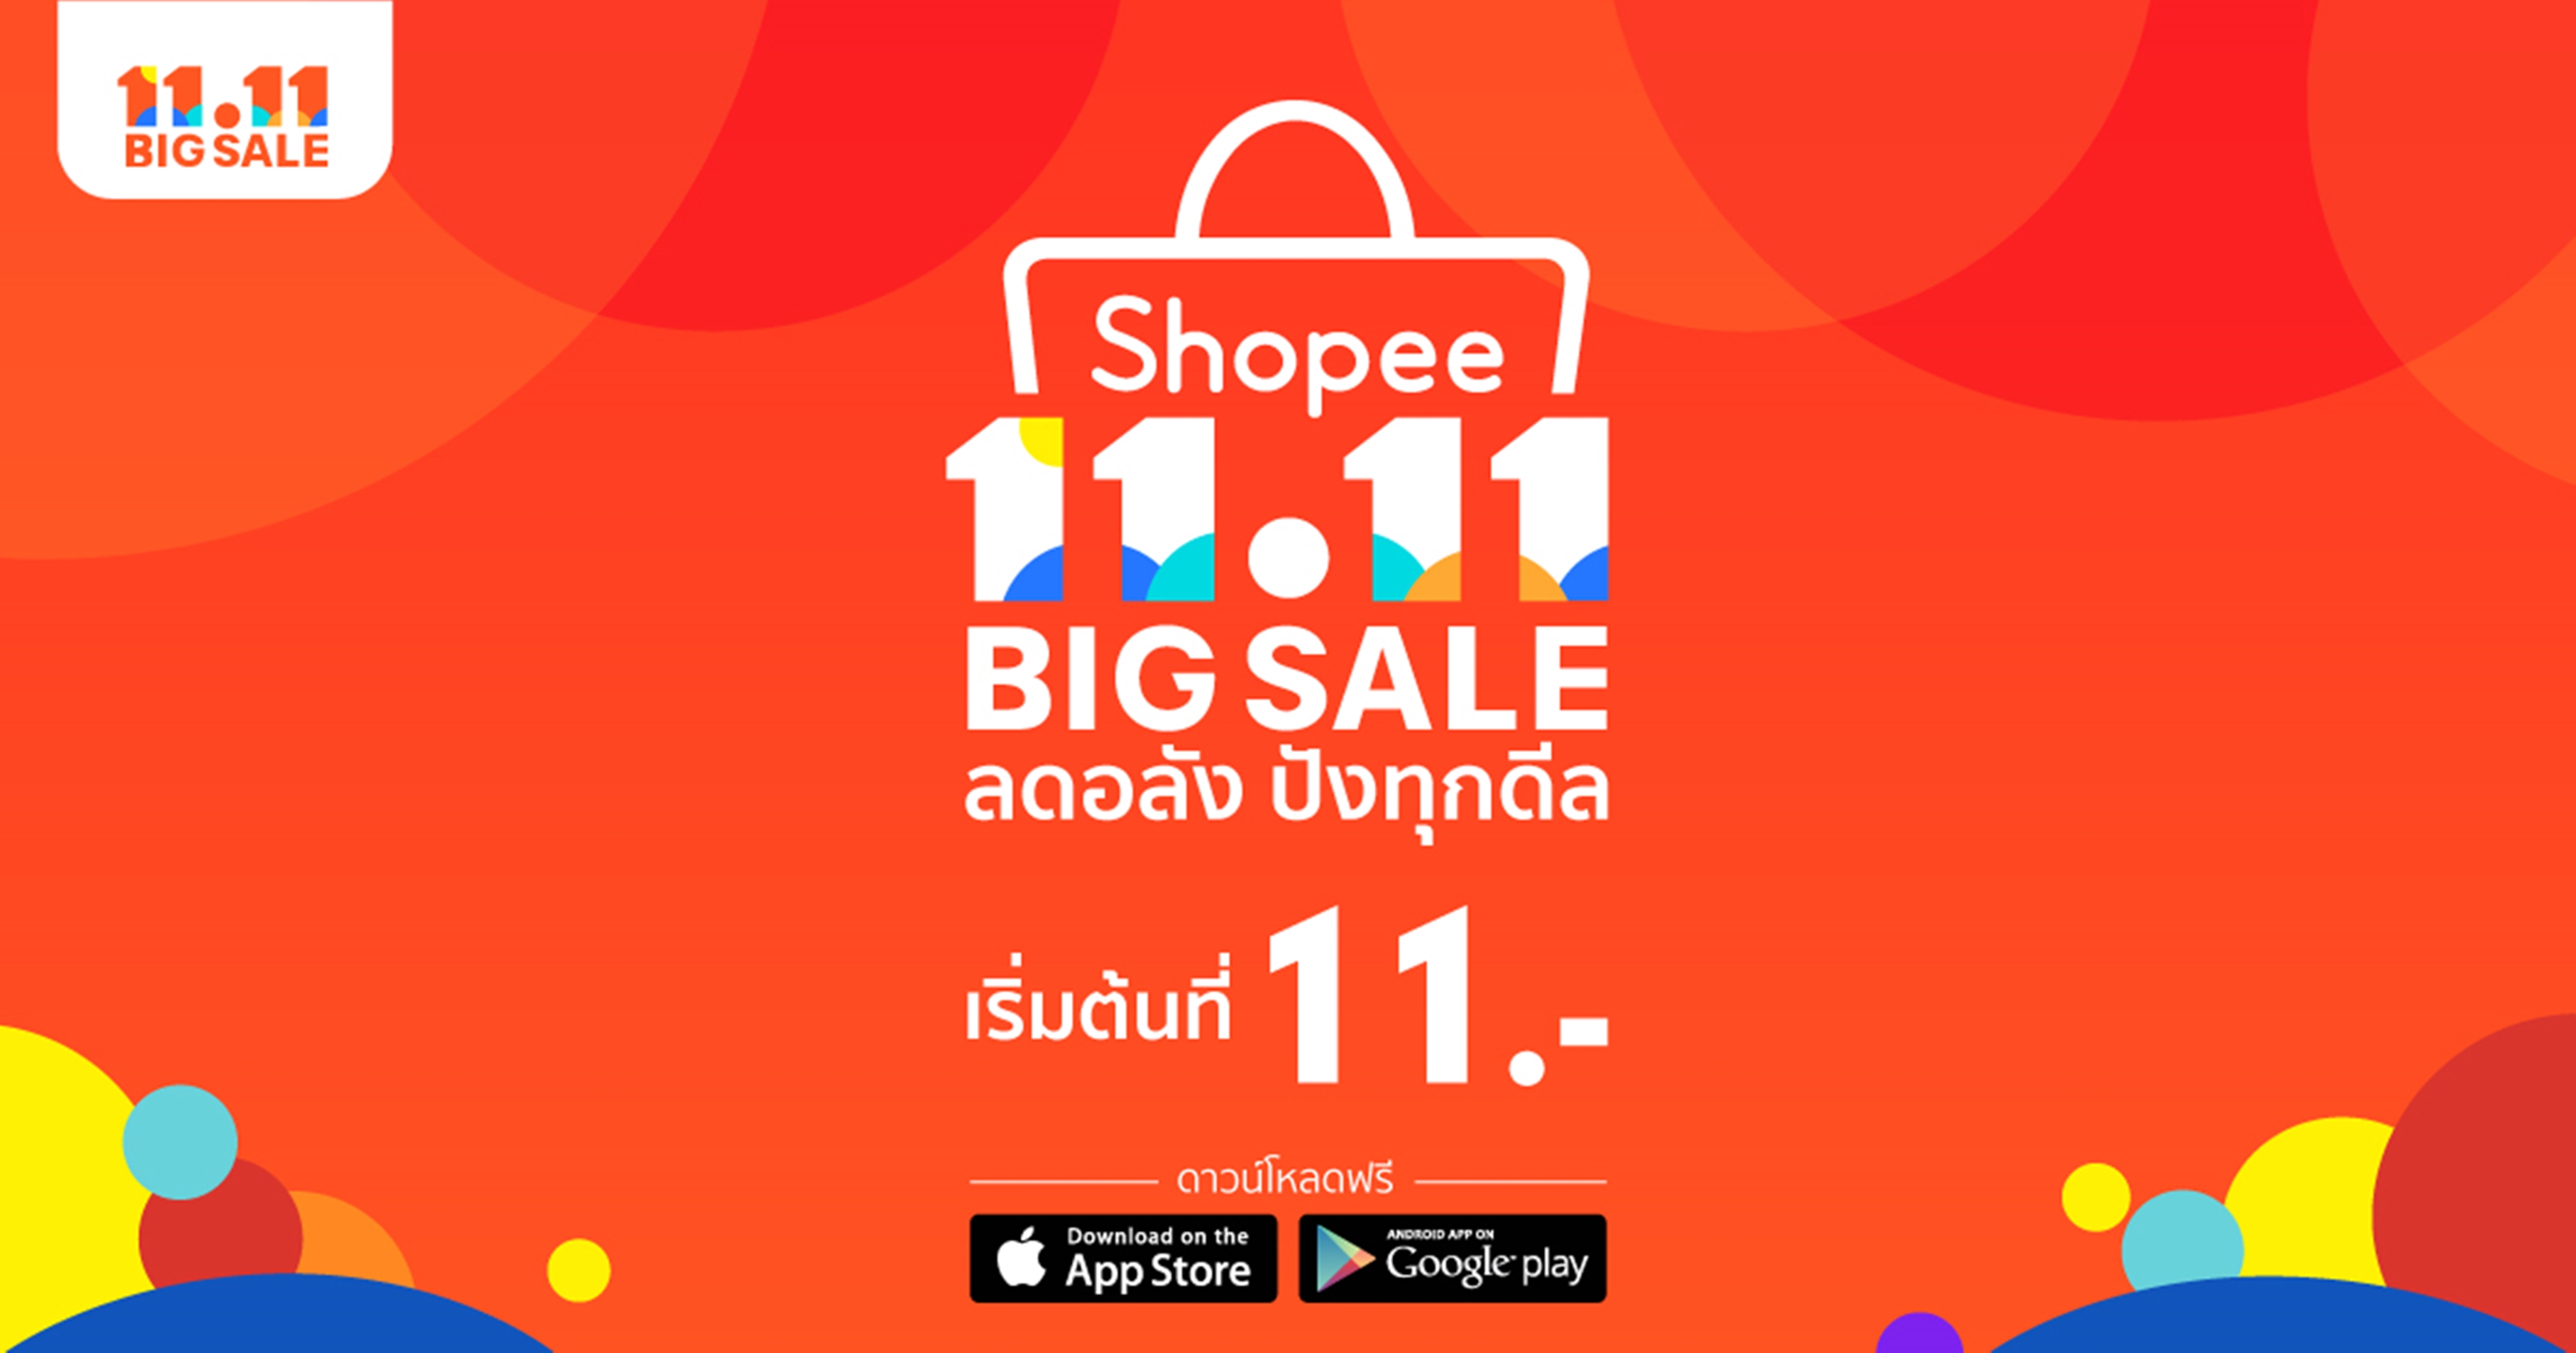 11.11
BIG SALE
Shopee
11.11
BIG SALE
ลดอลัง ปังทุกดีล
เริ่มต้นที่ 11.-
ดาวน์โหลดฟรี
Download on the
App Store
ANDROID APP ON
Google play